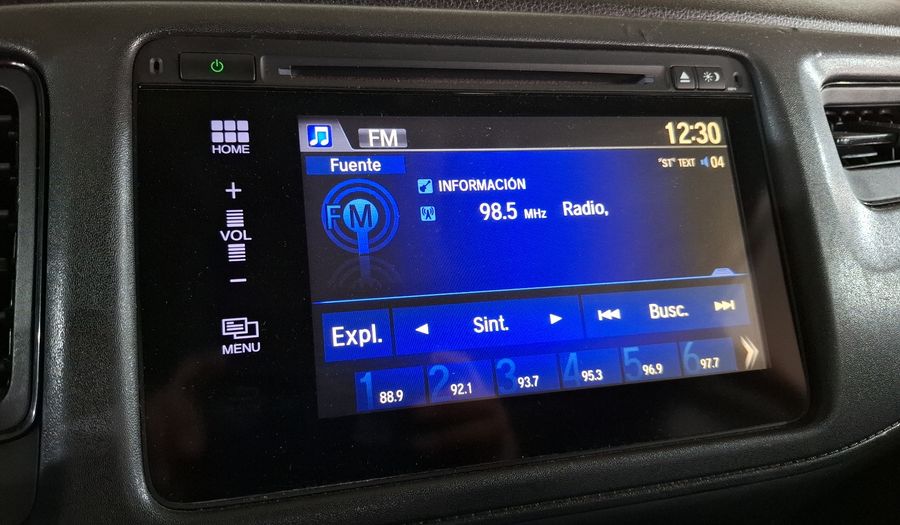 HOME
+
VOL
−
MENU
FM 12:30
Fuente "ST" TEXT 04
FM
INFORMACIÓN
98.5 MHz Radio,
Expl. Sint. Busc.
1 88.9 2 92.1 3 93.7 4 95.3 5 96.9 6 97.7